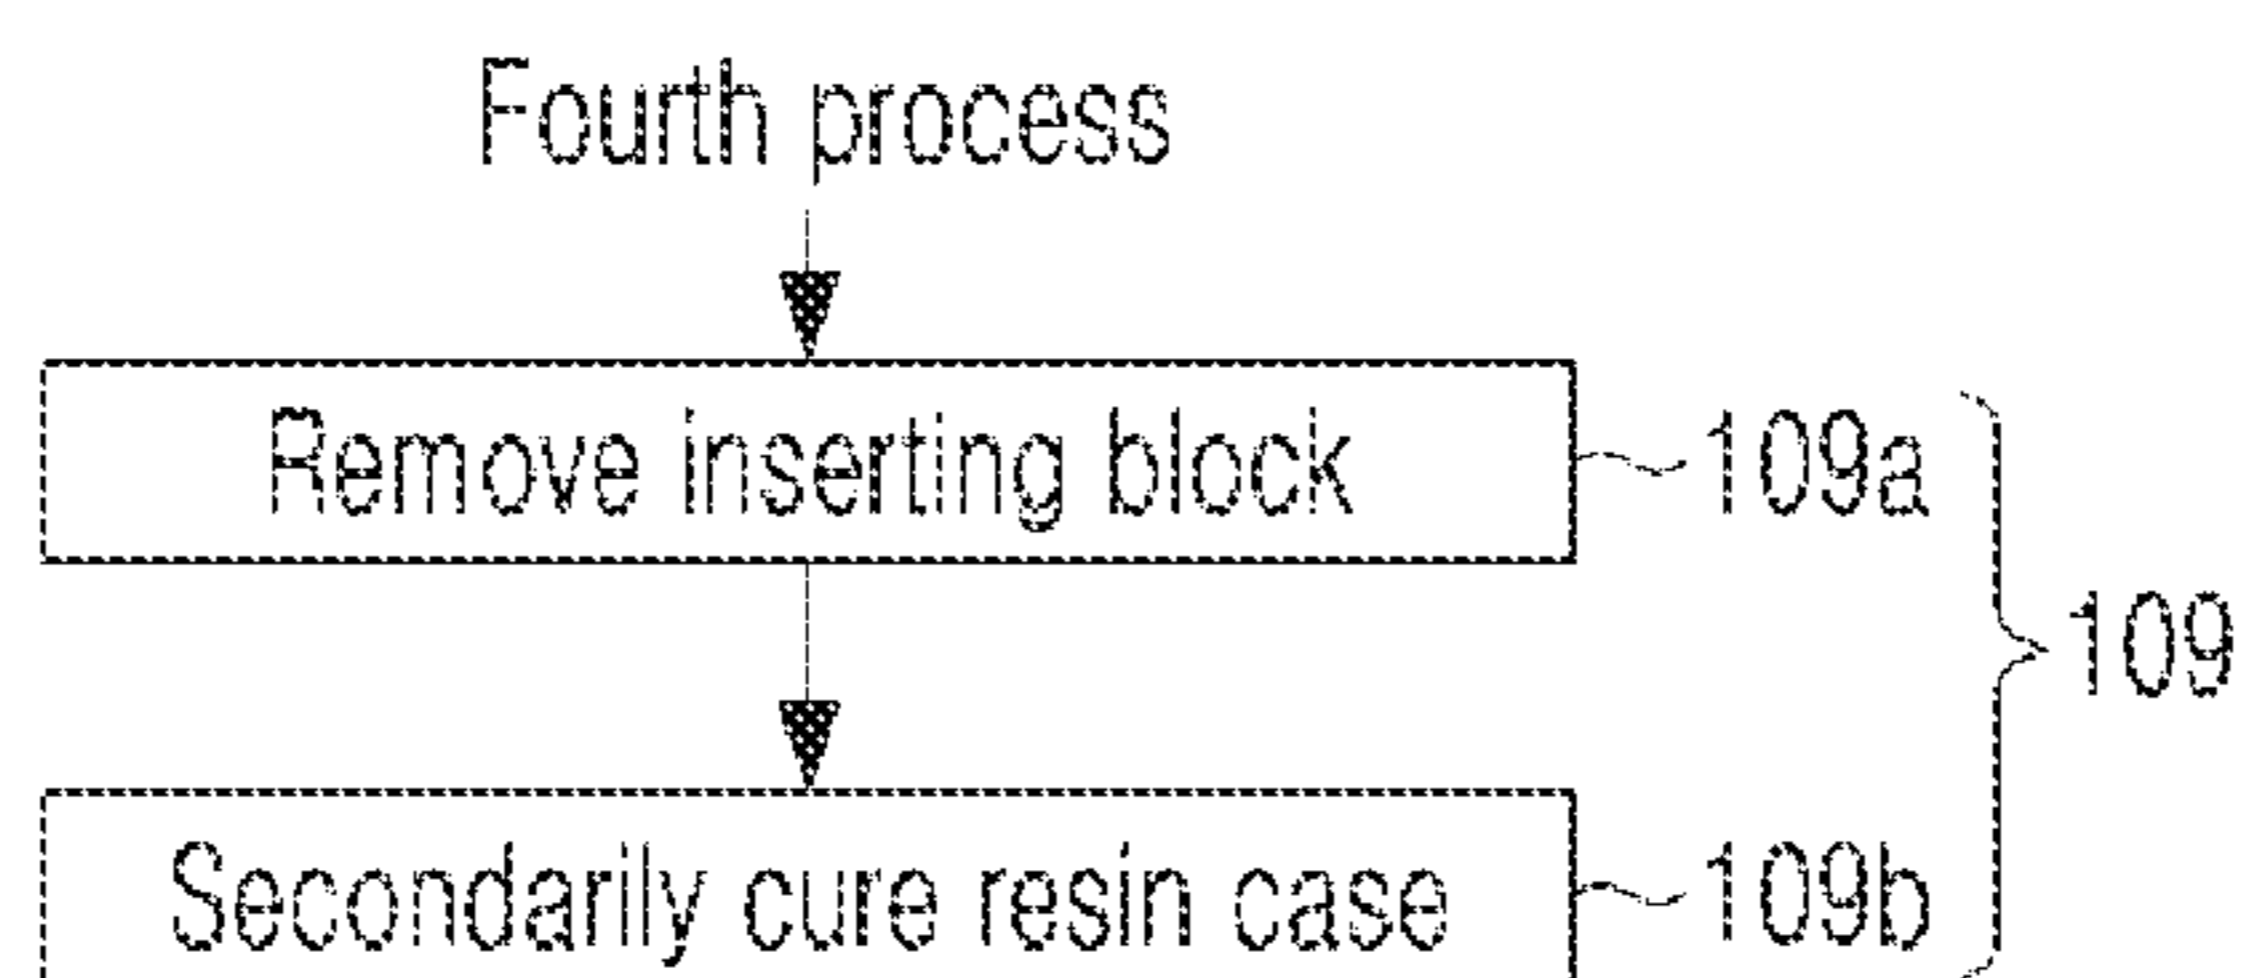 Fourth process
Remove inserting block
109a
109
Secondarily cure resin case
109b